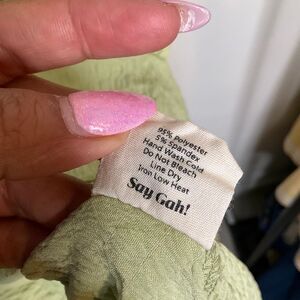 95% Polyester
5% Spandex
Hand Wash Cold
Do Not Bleach
Line Dry
Iron Low Heat
Say Gah!